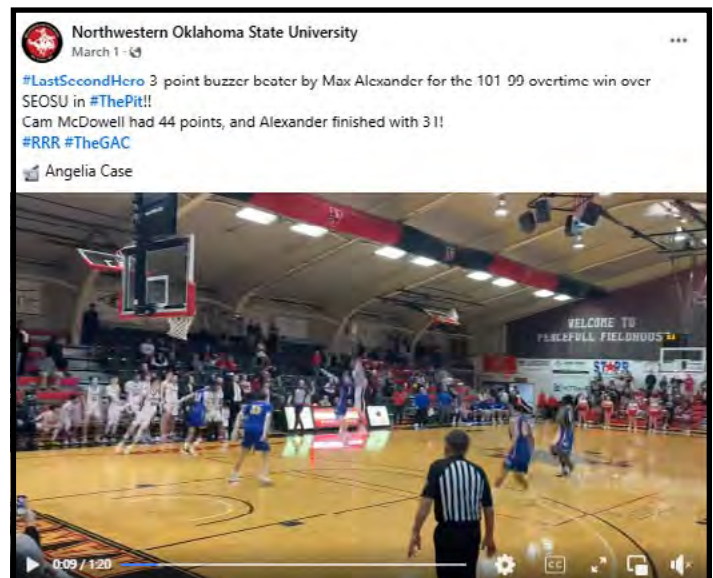 Northwestern Oklahoma State University
March 1 ·
#LastSecondHero 3-point buzzer beater by Max Alexander for the 101-99 overtime win over
SEOSU in #ThePit!!
Cam McDowell had 44 points, and Alexander finished with 31!
#RRR #TheGAC
Angelia Case
WELCOME TO
PERCEFULL FIELDHOUSE
STARR
0:09 / 1:20
CC